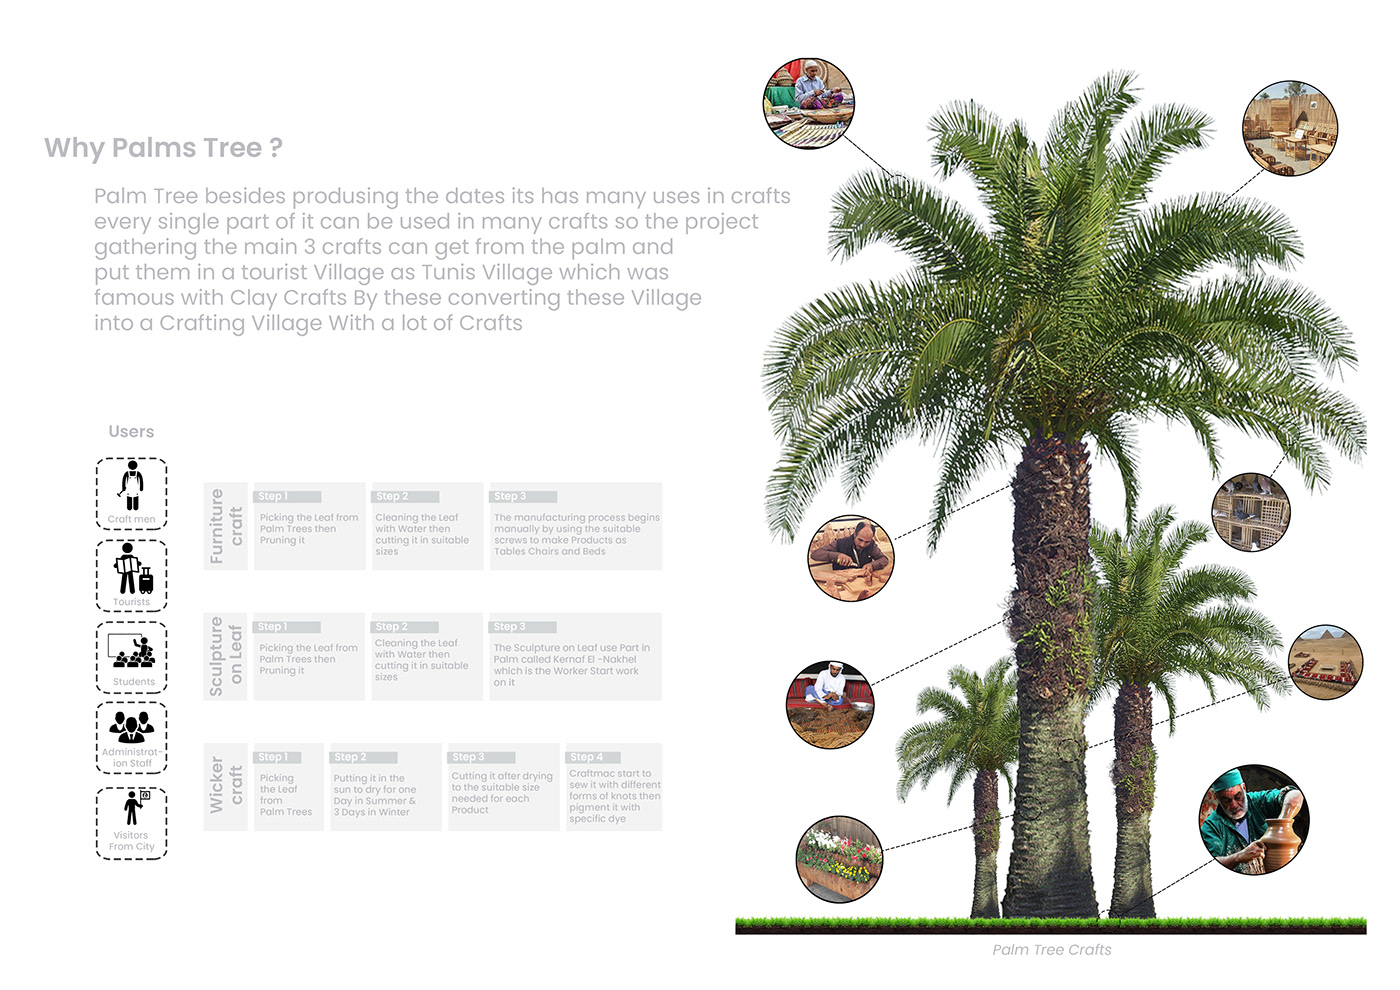 Why Palms Tree ?
Palm Tree besides produsing the dates its has many uses in crafts
every single part of it can be used in many crafts so the project
gathering the main 3 crafts can get from the palm and
put them in a tourist Village as Tunis Village which was
famous with Clay Crafts By these converting these Village
into a Crafting Village With a lot of Crafts
Users
Craft men
Tourists
Students
Administrat-
ion Staff
Visitors
From City
Furniture
craft
Step 1
Picking the Leaf from
Palm Trees then
Pruning it
Step 2
Cleaning the Leaf
with Water then
cutting it in suitable
sizes
Step 3
The manufacturing process begins
manually by using the suitable
screws to make Products as
Tables Chairs and Beds
Sculpture
on Leaf
Step 1
Picking the Leaf from
Palm Trees then
Pruning it
Step 2
Cleaning the Leaf
with Water then
cutting it in suitable
sizes
Step 3
The Sculpture on Leaf use Part in
Palm called Kernaf El -Nakhel
which is the Worker Start work
on it
Wicker
craft
Step 1
Picking
the Leaf
from
Palm Trees
Step 2
Putting it in the
sun to dry for one
Day in Summer &
3 Days in Winter
Step 3
Cutting it after drying
to the suitable size
needed for each
Product
Step 4
Craftmac start to
sew it with different
forms of knots then
pigment it with
specific dye
Palm Tree Crafts